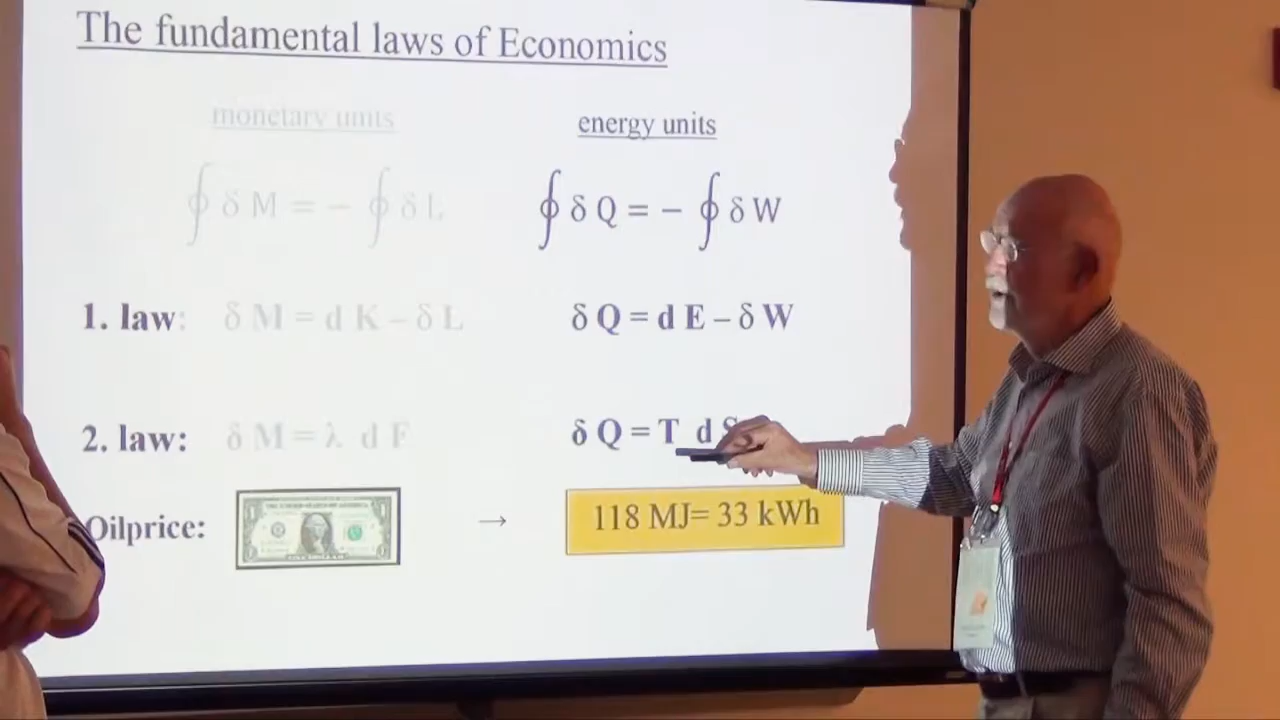 The fundamental laws of Economics
monetary units energy units
∮ δ M = - ∮ δ L ∮ δ Q = - ∮ δ W
1. law: δ M = d K - δ L δ Q = d E - δ W
2. law: δ M = λ d F δ Q = T d S
Oilprice: → 118 MJ= 33 kWh